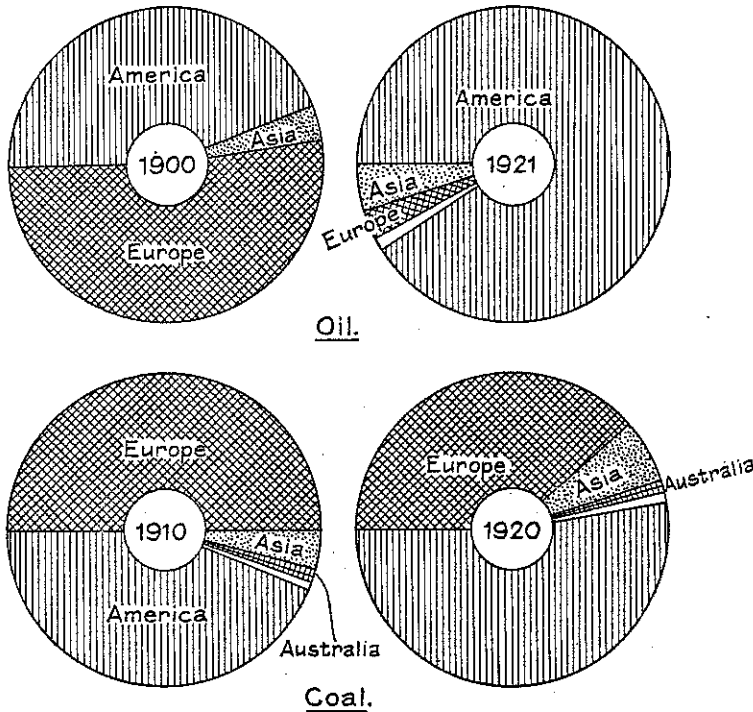 America
Asia
1900
Europe
America
1921
Asia
Europe
Oil.
Europe
1910
Asia
America
Australia
Europe
Asia
Australia
1920
Coal.